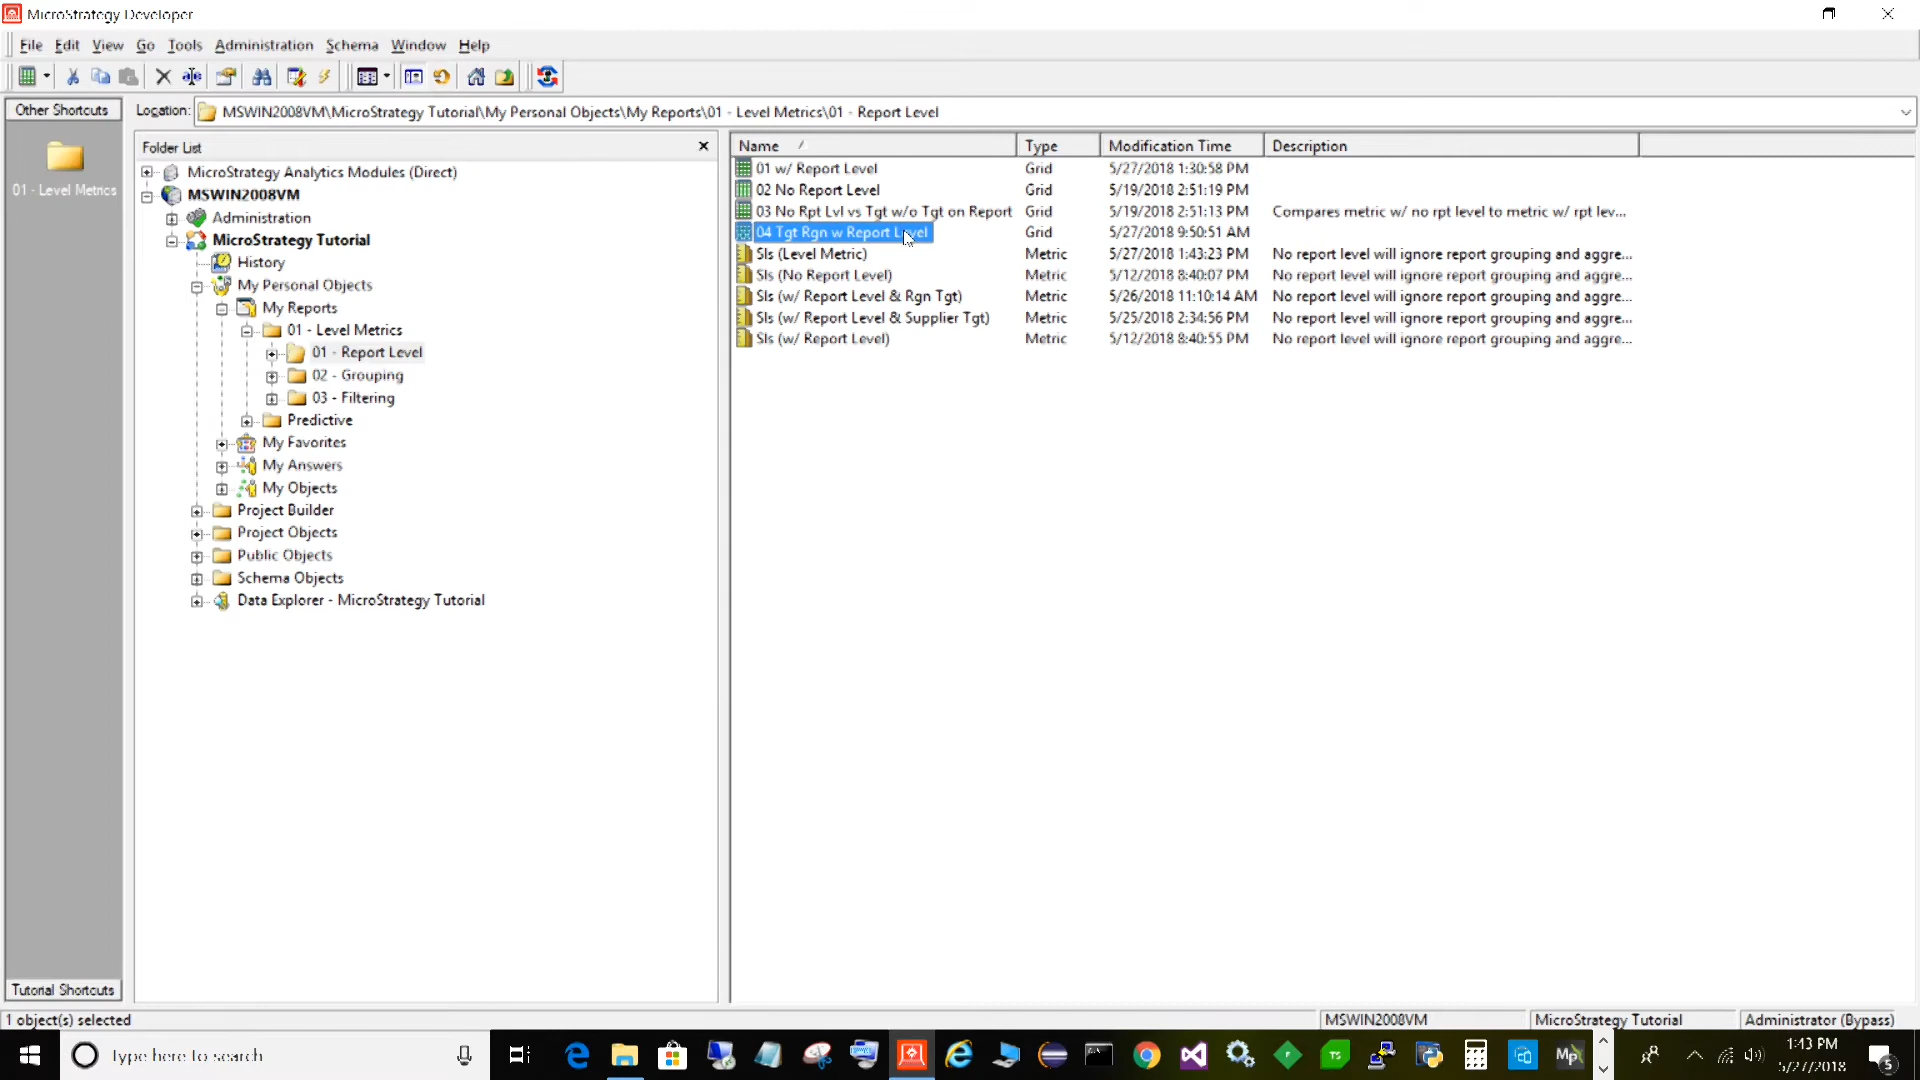 MicroStrategy Developer
File Edit View Go Tools Administration Schema Window Help
Other Shortcuts
01 - Level Metrics
Tutorial Shortcuts
Location: MSWIN2008VM\MicroStrategy Tutorial\My Personal Objects\My Reports\01 - Level Metrics\01 - Report Level
Folder List
MicroStrategy Analytics Modules (Direct)
MSWIN2008VM
Administration
MicroStrategy Tutorial
History
My Personal Objects
My Reports
01 - Level Metrics
01 - Report Level
02 - Grouping
03 - Filtering
Predictive
My Favorites
My Answers
My Objects
Project Builder
Project Objects
Public Objects
Schema Objects
Data Explorer - MicroStrategy Tutorial
Name Type Modification Time Description
01 w/ Report Level Grid 5/27/2018 1:30:58 PM
02 No Report Level Grid 5/19/2018 2:51:19 PM
03 No Rpt Lvl vs Tgt w/o Tgt on Report Grid 5/19/2018 2:51:13 PM Compares metric w/ no rpt level to metric w/ rpt lev...
04 Tgt Rgn w Report Level Grid 5/27/2018 9:50:51 AM
Sls (Level Metric) Metric 5/27/2018 1:43:23 PM No report level will ignore report grouping and aggre...
Sls (No Report Level) Metric 5/12/2018 8:40:07 PM No report level will ignore report grouping and aggre...
Sls (w/ Report Level & Rgn Tgt) Metric 5/26/2018 11:10:14 AM No report level will ignore report grouping and aggre...
Sls (w/ Report Level & Supplier Tgt) Metric 5/25/2018 2:34:56 PM No report level will ignore report grouping and aggre...
Sls (w/ Report Level) Metric 5/12/2018 8:40:55 PM No report level will ignore report grouping and aggre...
1 object(s) selected MSWIN2008VM MicroStrategy Tutorial Administrator (Bypass)
Type here to search
TS
Mp
1:43 PM
5/27/2018
5